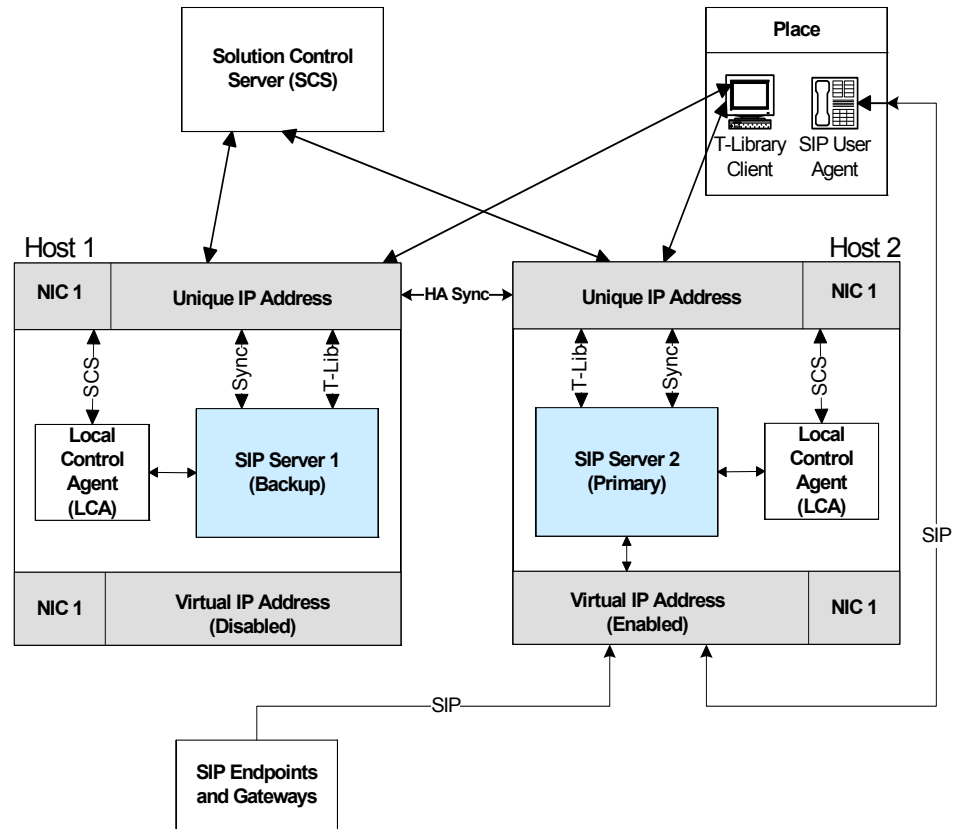 Solution Control
Server (SCS)
Place
T-Library
Client
SIP User
Agent
Host 1
Host 2
NIC 1
Unique IP Address
HA Sync
Unique IP Address
NIC 1
SCS
Sync
T-Lib
T-Lib
Sync
SCS
Local
Control
Agent
(LCA)
SIP Server 1
(Backup)
SIP Server 2
(Primary)
Local
Control
Agent
(LCA)
SIP
NIC 1
Virtual IP Address
(Disabled)
Virtual IP Address
(Enabled)
NIC 1
SIP
SIP Endpoints
and Gateways